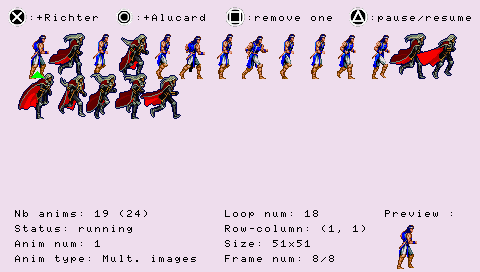 :+Richter :+Alucard :remove one :pause/resume
Nb anims: 19 (24) Loop num: 18 Preview :
Status: running Row-column: (1, 1)
Anim num: 1 Size: 51x51
Anim type: Mult. images Frame num: 8/8